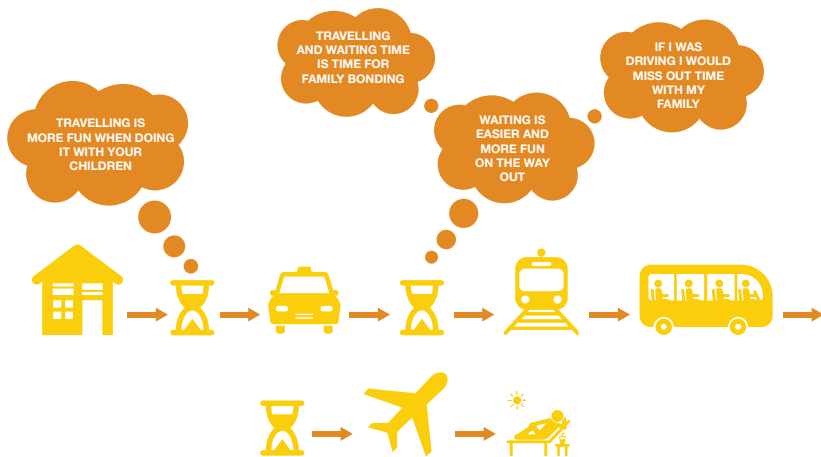 TRAVELLING IS
MORE FUN WHEN DOING
IT WITH YOUR
CHILDREN
TRAVELLING
AND WAITING TIME
IS TIME FOR
FAMILY BONDING
WAITING IS
EASIER AND
MORE FUN
ON THE WAY
OUT
IF I WAS
DRIVING I WOULD
MISS OUT TIME
WITH MY
FAMILY